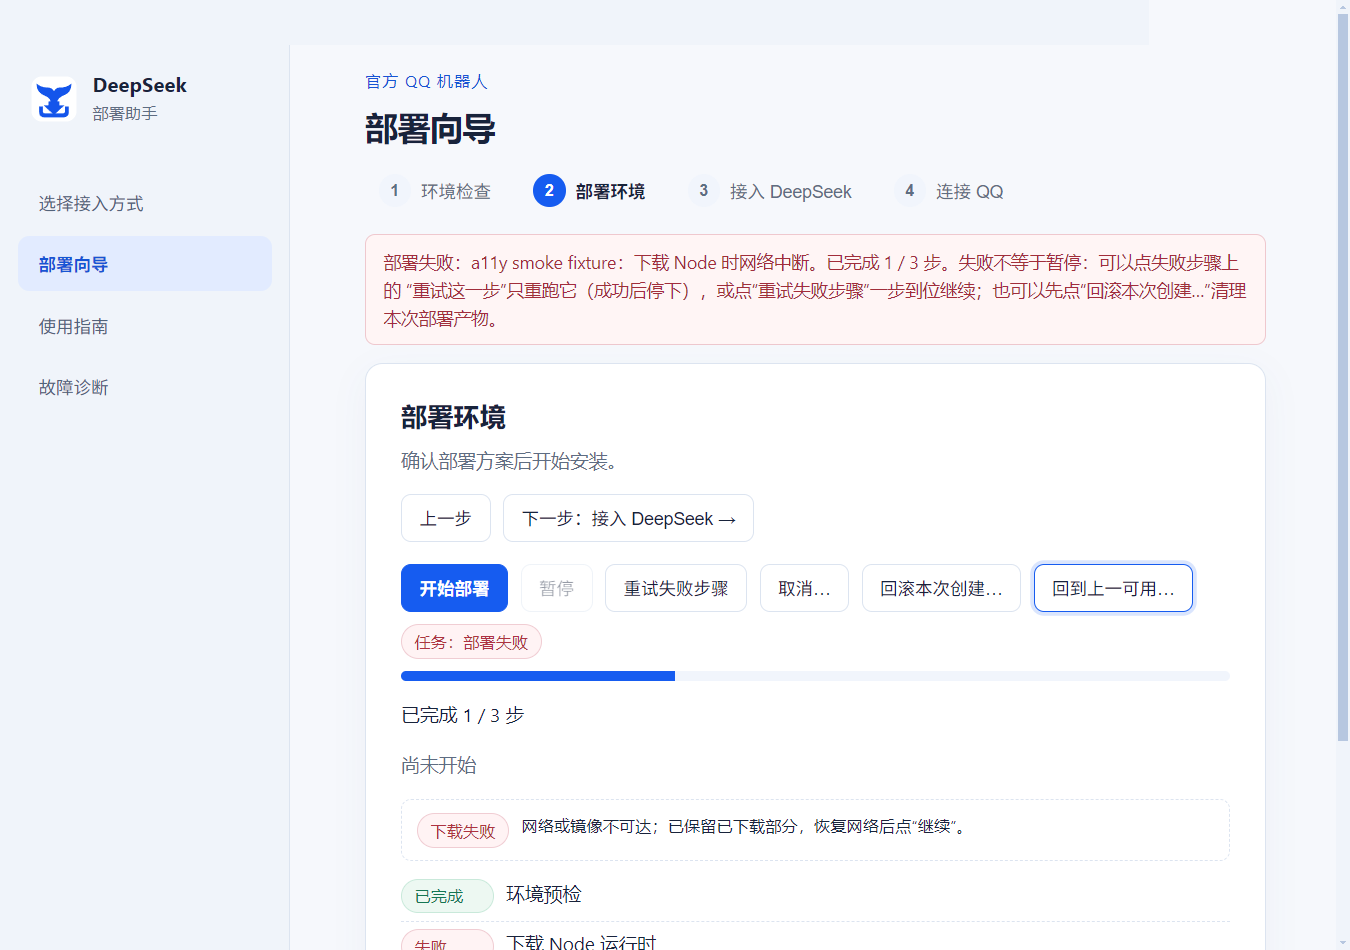 DeepSeek
部署助手
选择接入方式
部署向导
使用指南
故障诊断
官方 QQ 机器人
部署向导
1 环境检查 2 部署环境 3 接入 DeepSeek 4 连接 QQ
部署失败：a11y smoke fixture：下载 Node 时网络中断。已完成 1 / 3 步。失败不等于暂停：可以点失败步骤上
的 “重试这一步”只重跑它（成功后停下），或点“重试失败步骤”一步到位继续；也可以先点“回滚本次创建…”清理
本次部署产物。
部署环境
确认部署方案后开始安装。
上一步 下一步：接入 DeepSeek →
开始部署 暂停 重试失败步骤 取消… 回滚本次创建… 回到上一可用…
任务：部署失败
已完成 1 / 3 步
尚未开始
下载失败 网络或镜像不可达；已保留已下载部分，恢复网络后点“继续”。
已完成 环境预检
失败 下载 Node 运行时